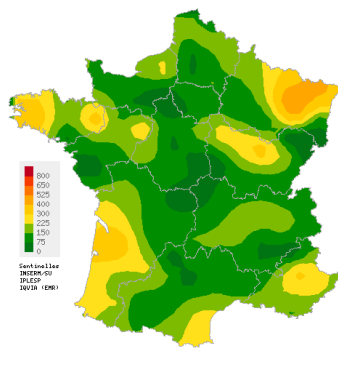 800
650
525
400
300
225
150
75
0
Sentinelles
INSERM/SU
IPLESP
IQVIA (EMR)